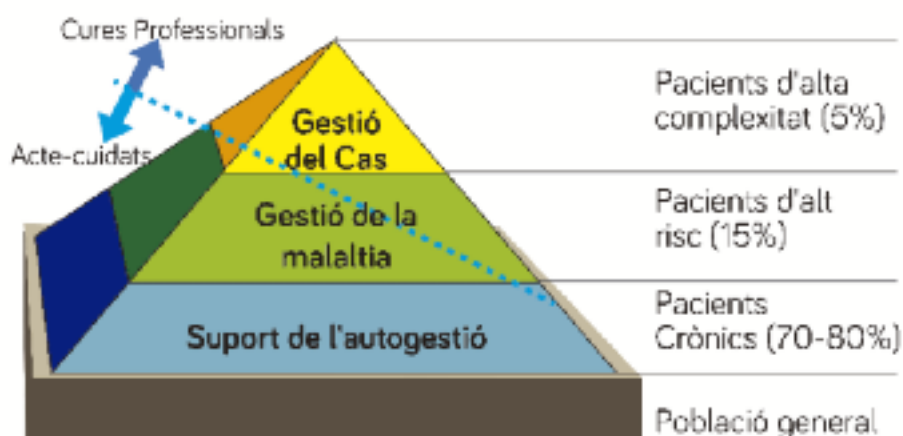 Cures Professionals
Acte-cuidats
Gestió
del Cas
Gestió de la
malaltia
Suport de l'autogestió
Pacients d'alta
complexitat (5%)
Pacients d'alt
risc (15%)
Pacients
Crònics (70-80%)
Població general